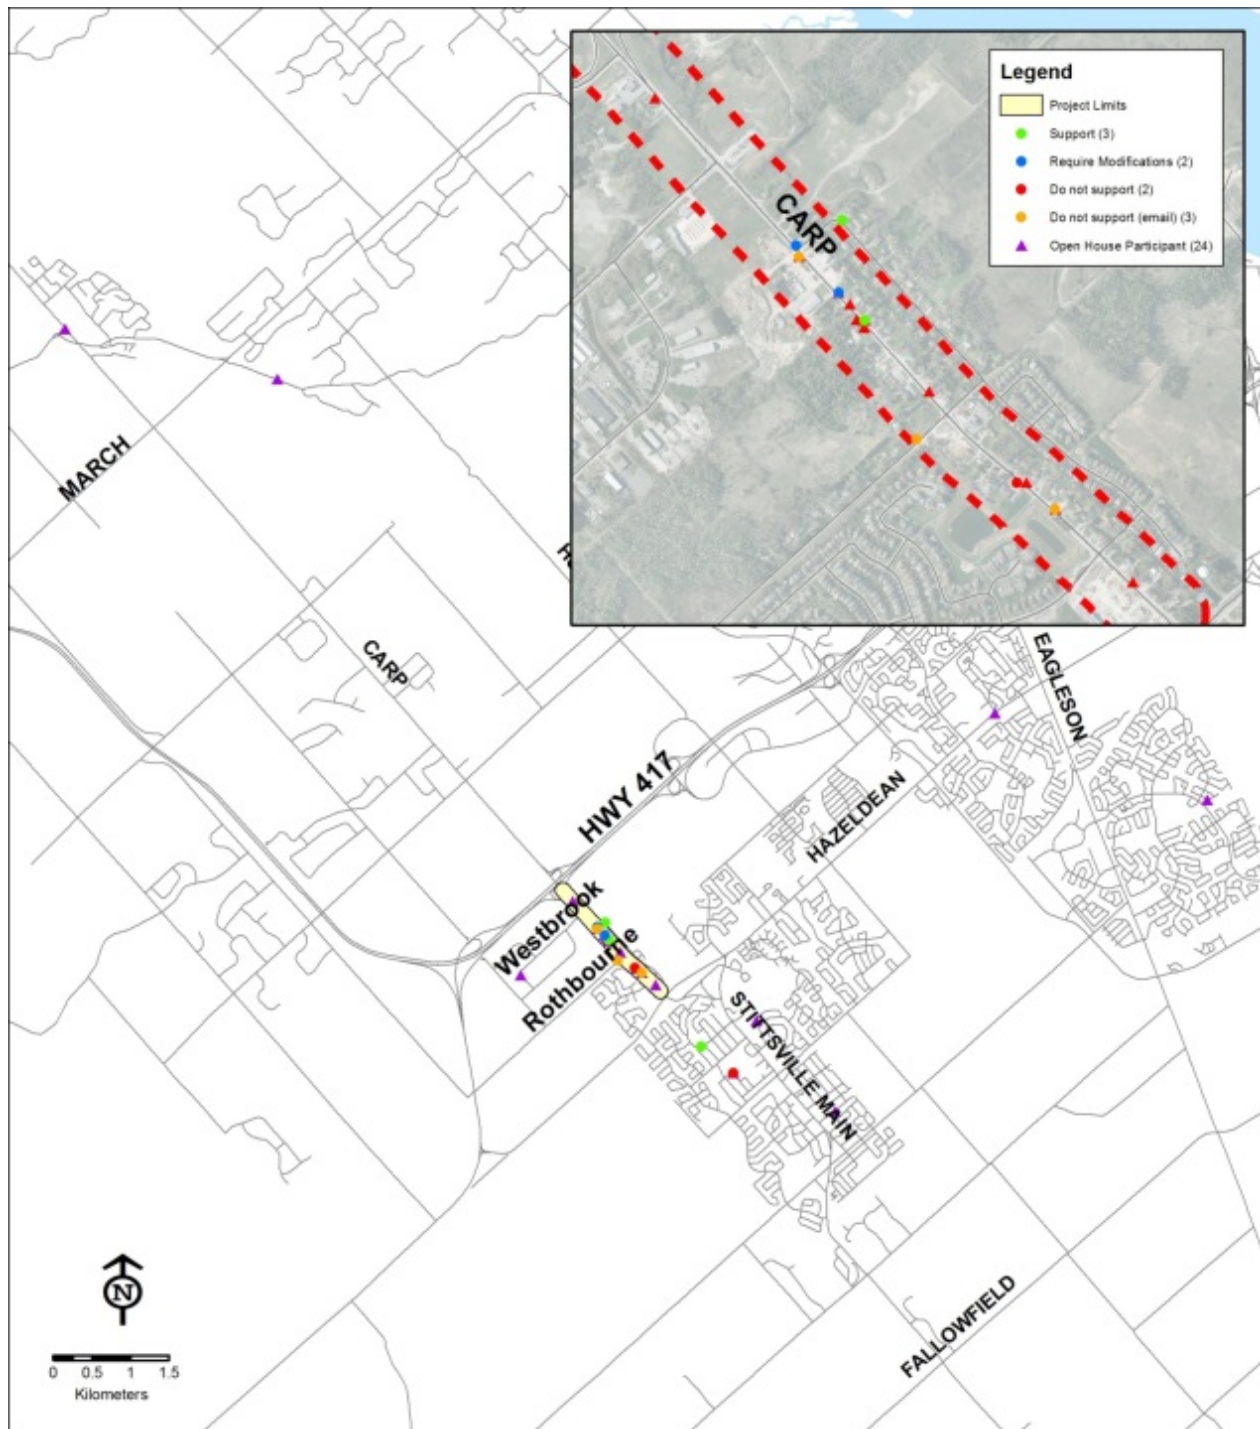 Legend
Project Limits
Support (3)
Require Modifications (2)
Do not support (2)
Do not support (email) (3)
Open House Participant (24)
CARP
MARCH
CARP
EAGLESON
HWY 417
HAZELDEAN
Westbrook
Rothbourne
STITTSVILLE MAIN
FALLOWFIELD
N
0 0.5 1 1.5
Kilometers